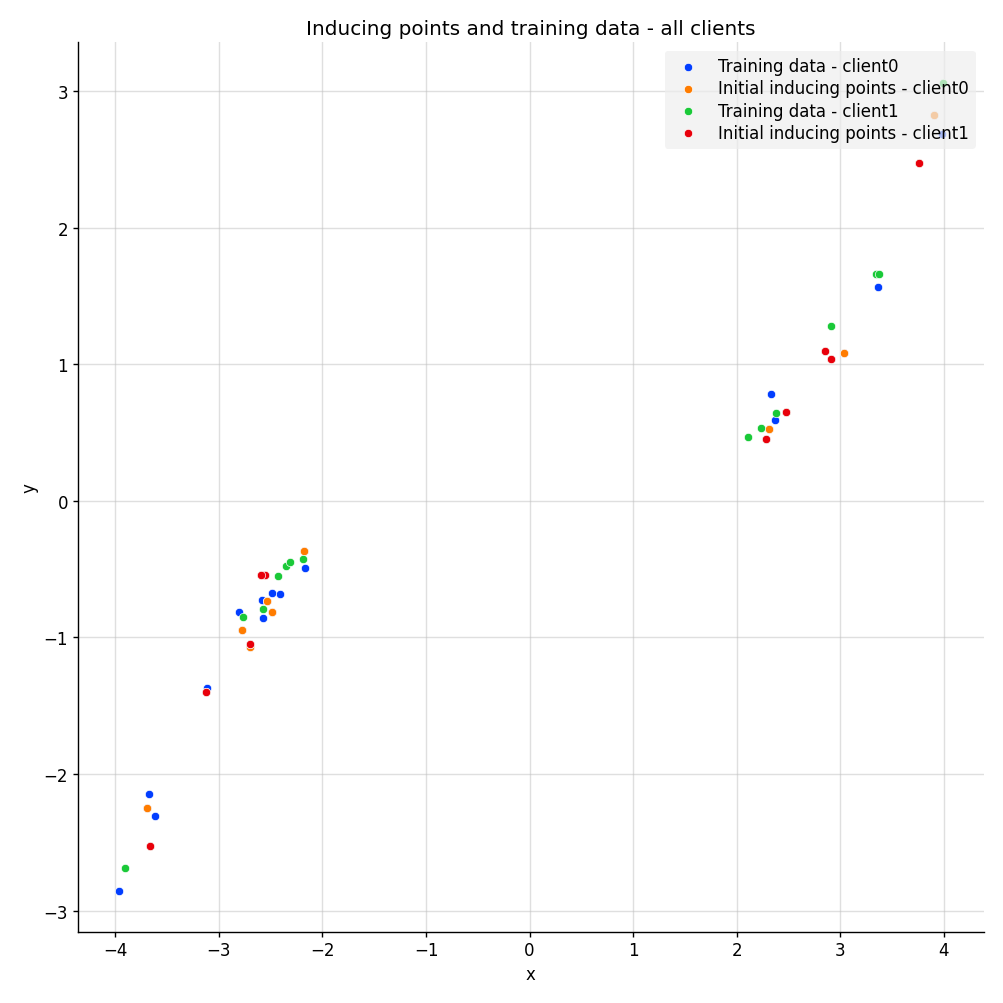 Inducing points and training data - all clients
Training data - client0
Initial inducing points - client0
Training data - client1
Initial inducing points - client1
3
2
1
0
−1
−2
−3
y
−4
−3
−2
−1
0
1
2
3
4
x